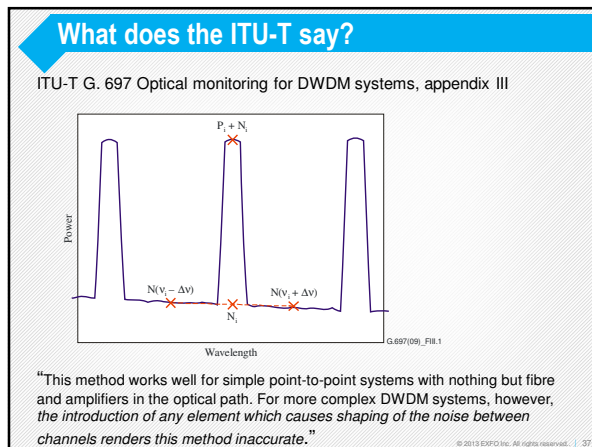 What does the ITU-T say?
ITU-T G. 697 Optical monitoring for DWDM systems, appendix III
Pᵢ + Nᵢ
Power
N(νᵢ – Δν)
N(νᵢ + Δν)
Nᵢ
G.697(09)_FIII.1
Wavelength
“This method works well for simple point-to-point systems with nothing but fibre
and amplifiers in the optical path. For more complex DWDM systems, however,
the introduction of any element which causes shaping of the noise between
channels renders this method inaccurate.”
© 2013 EXFO Inc. All rights reserved. | 37